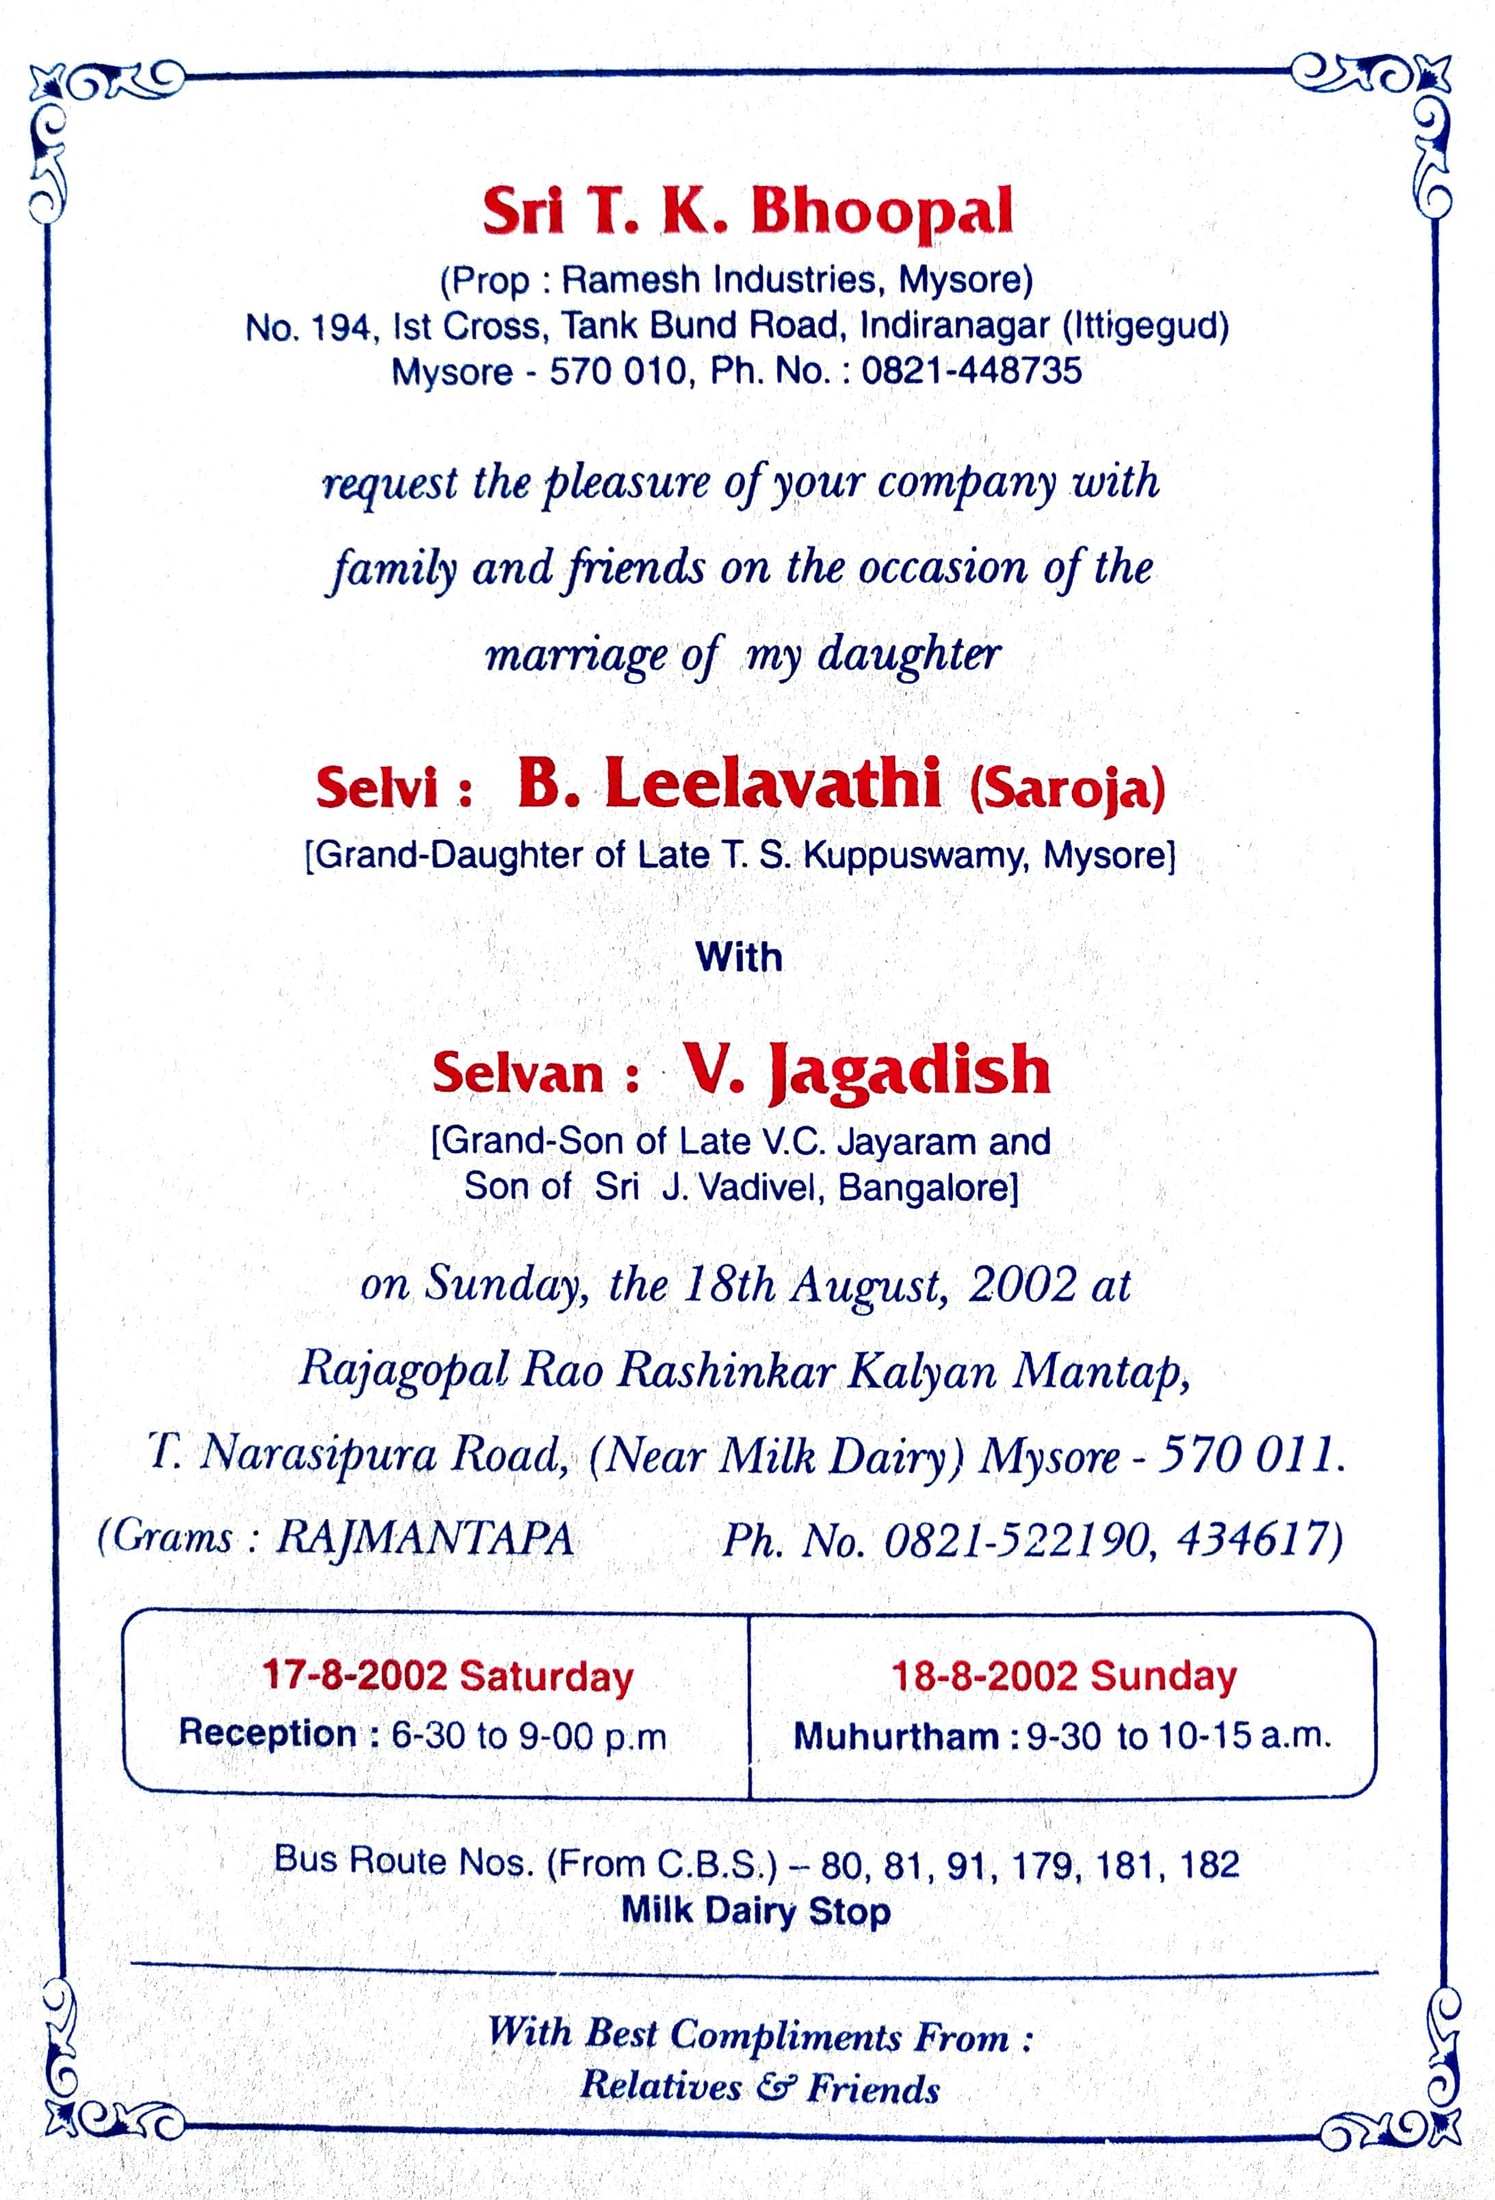 Sri T. K. Bhoopal
(Prop : Ramesh Industries, Mysore)
No. 194, Ist Cross, Tank Bund Road, Indiranagar (Ittigegud)
Mysore - 570 010, Ph. No. : 0821-448735
request the pleasure of your company with
family and friends on the occasion of the
marriage of my daughter
Selvi : B. Leelavathi (Saroja)
[Grand-Daughter of Late T. S. Kuppuswamy, Mysore]
With
Selvan : V. Jagadish
[Grand-Son of Late V.C. Jayaram and
Son of Sri J. Vadivel, Bangalore]
on Sunday, the 18th August, 2002 at
Rajagopal Rao Rashinkar Kalyan Mantap,
T. Narasipura Road, (Near Milk Dairy) Mysore - 570 011.
(Grams : RAJMANTAPA Ph. No. 0821-522190, 434617)
17-8-2002 Saturday
Reception : 6-30 to 9-00 p.m
18-8-2002 Sunday
Muhurtham : 9-30 to 10-15 a.m.
Bus Route Nos. (From C.B.S.) – 80, 81, 91, 179, 181, 182
Milk Dairy Stop
With Best Compliments From :
Relatives & Friends